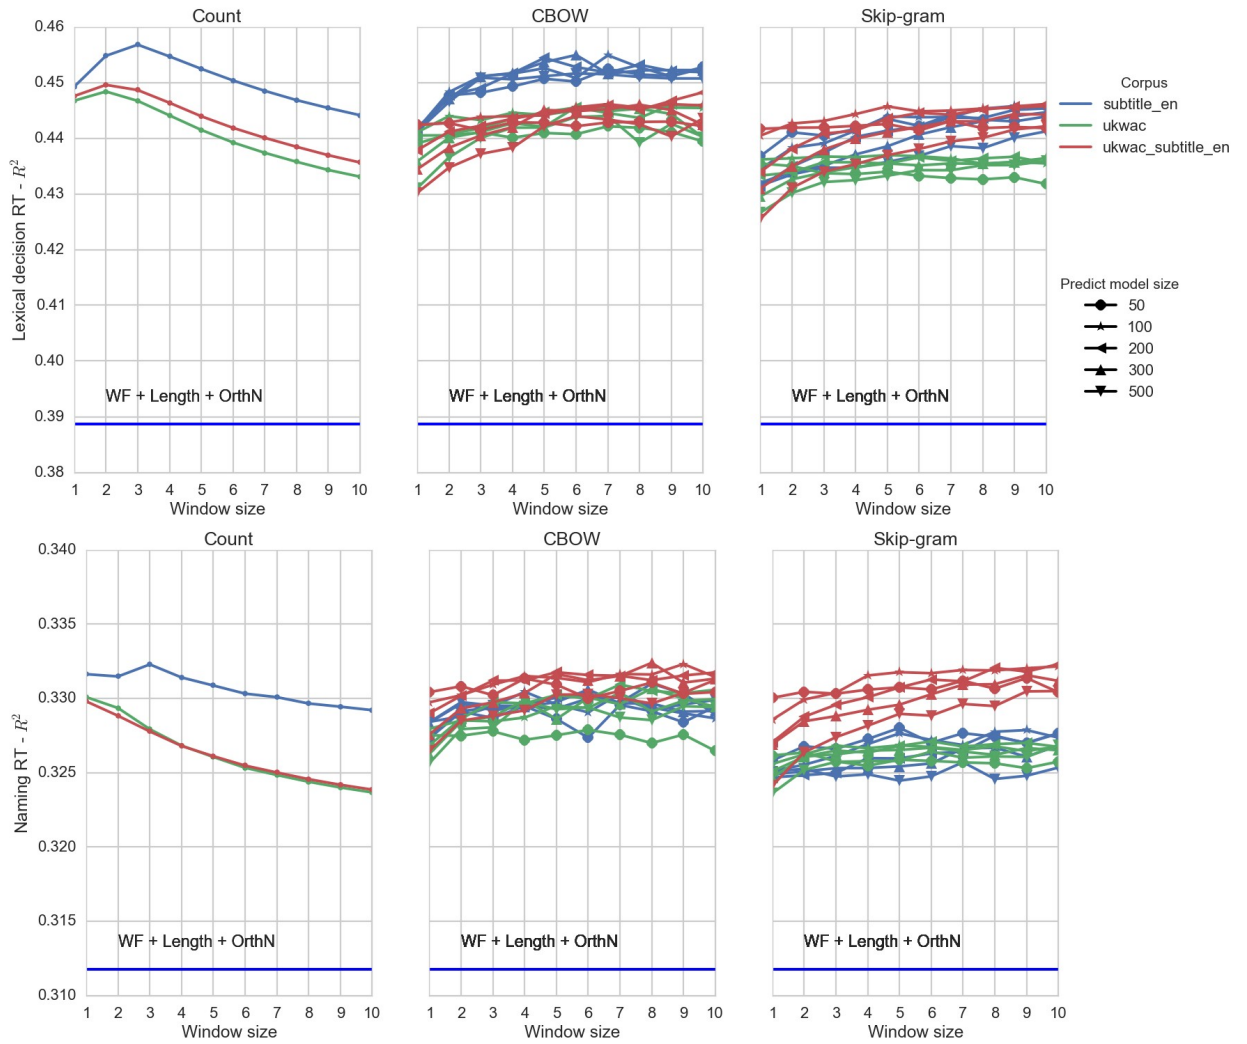 Count
CBOW
Skip-gram
Lexical decision RT - R²
0.46
0.45
0.44
0.43
0.42
0.41
0.40
0.39
0.38
WF + Length + OrthN
WF + Length + OrthN
WF + Length + OrthN
1 2 3 4 5 6 7 8 9 10
1 2 3 4 5 6 7 8 9 10
1 2 3 4 5 6 7 8 9 10
Window size
Window size
Window size
Corpus
subtitle_en
ukwac
ukwac_subtitle_en
Predict model size
50
100
200
300
500
Count
CBOW
Skip-gram
Naming RT - R²
0.340
0.335
0.330
0.325
0.320
0.315
0.310
WF + Length + OrthN
WF + Length + OrthN
WF + Length + OrthN
1 2 3 4 5 6 7 8 9 10
1 2 3 4 5 6 7 8 9 10
1 2 3 4 5 6 7 8 9 10
Window size
Window size
Window size